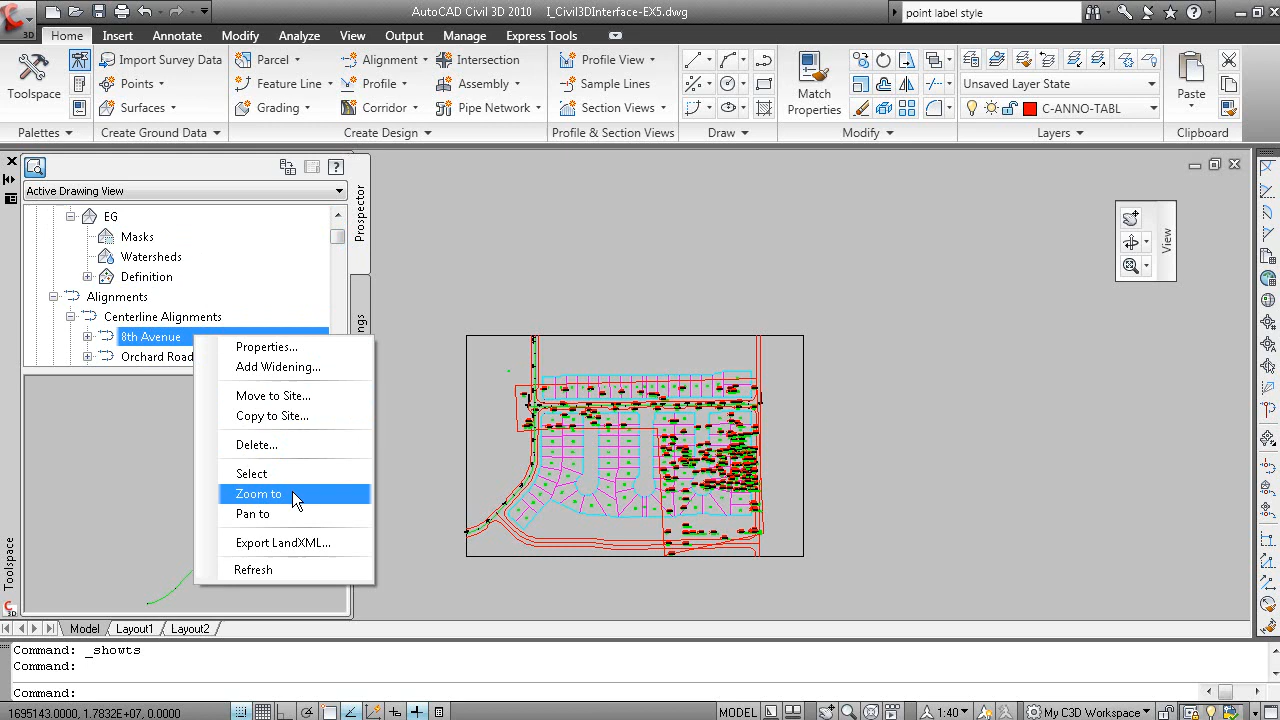 AutoCAD Civil 3D 2010 I_Civil3DInterface-EX5.dwg
point label style
3D
Home Insert Annotate Modify Analyze View Output Manage Express Tools
Toolspace
Import Survey Data
Points
Surfaces
Parcel
Feature Line
Grading
Alignment
Profile
Corridor
Intersection
Assembly
Pipe Network
Profile View
Sample Lines
Section Views
Match
Properties
Unsaved Layer State
C-ANNO-TABL
Paste
Palettes
Create Ground Data
Create Design
Profile & Section Views
Draw
Modify
Layers
Clipboard
Active Drawing View
Prospector
EG
Masks
Watersheds
Definition
Alignments
Centerline Alignments
8th Avenue
Orchard Road
ngs
Properties...
Add Widening...
Move to Site...
Copy to Site...
Delete...
Select
Zoom to
Pan to
Export LandXML...
Refresh
View
Toolspace
3D
Model Layout1 Layout2
Command: _showts
Command:
Command:
1695143.0000, 1.7832E+07, 0.0000
MODEL
1:40
My C3D Workspace